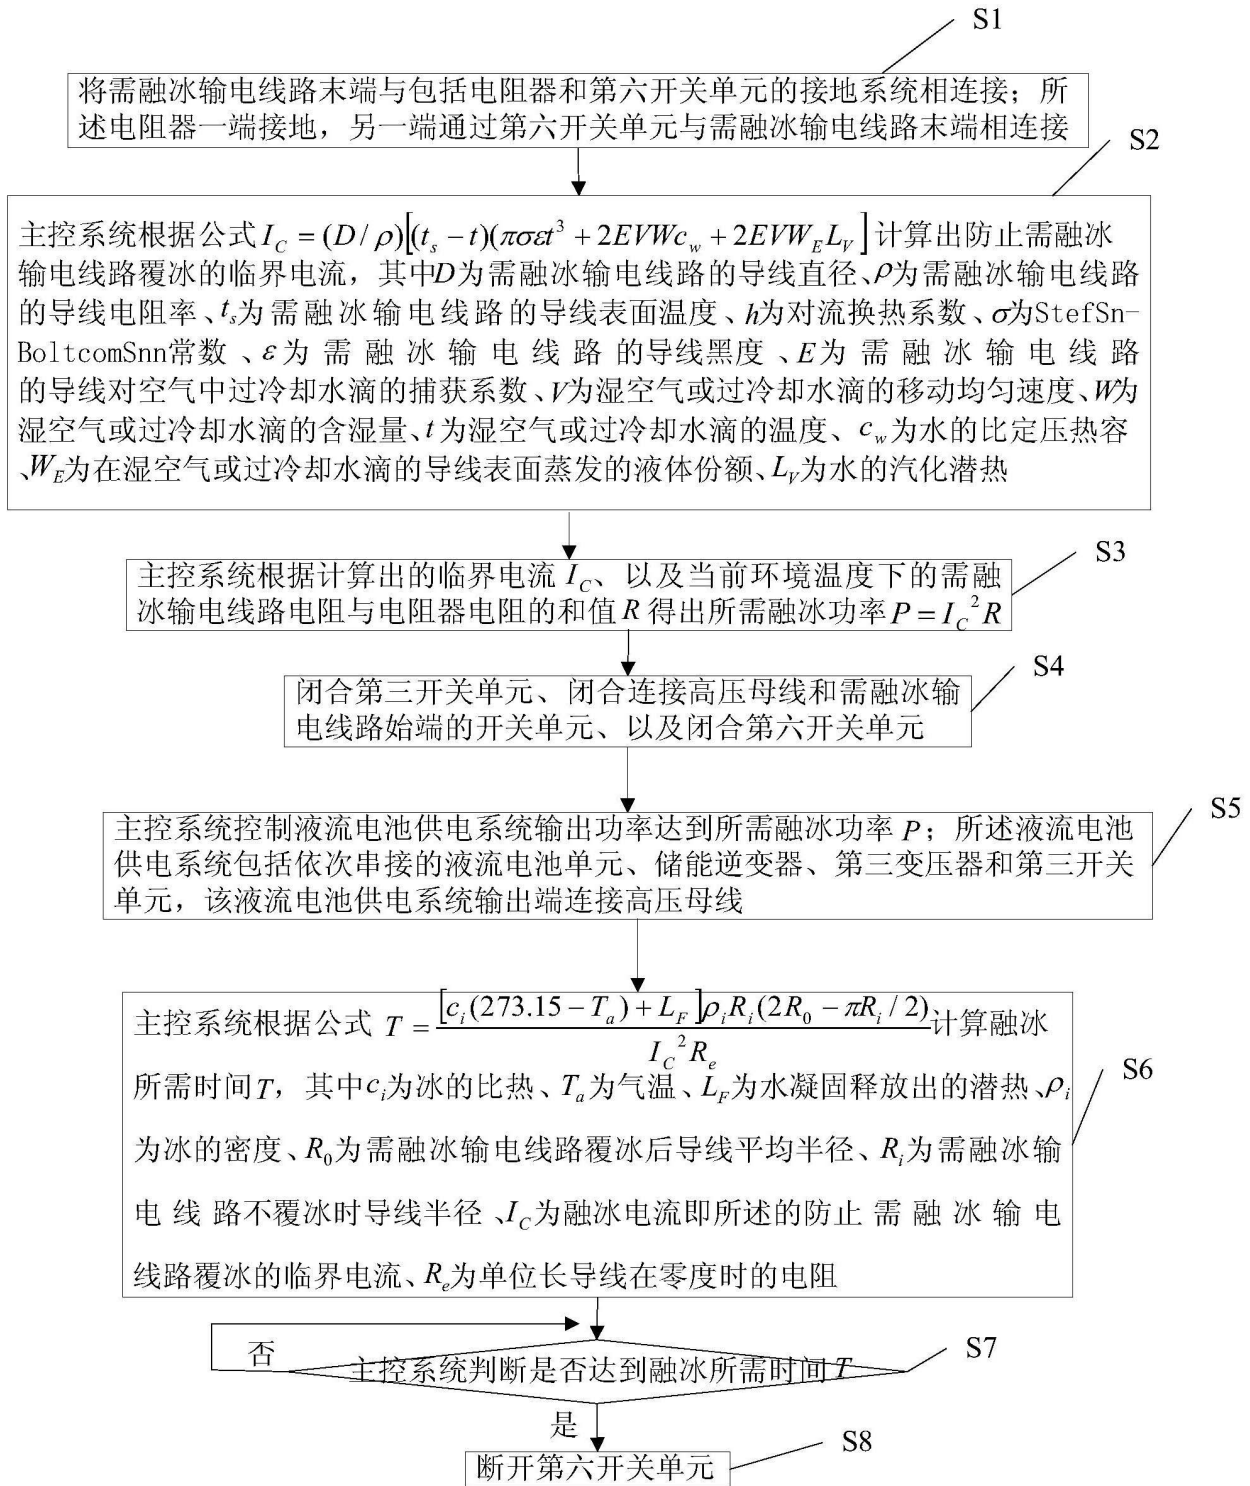 S1
将需融冰输电线路末端与包括电阻器和第六开关单元的接地系统相连接；所
述电阻器一端接地，另一端通过第六开关单元与需融冰输电线路末端相连接
S2
主控系统根据公式 I_C = (D/ρ)[(t_s − t)(πσεt³ + 2EVWc_w + 2EVW_E L_V] 计算出防止需融冰
输电线路覆冰的临界电流，其中D为需融冰输电线路的导线直径、ρ为需融冰输电线路
的导线电阻率、t_s为需融冰输电线路的导线表面温度、h为对流换热系数、σ为StefSn-
BoltcomSnn常数、ε为需融冰输电线路的导线黑度、E为需融冰输电线路
的导线对空气中过冷却水滴的捕获系数、V为湿空气或过冷却水滴的移动均匀速度、W为
湿空气或过冷却水滴的含湿量、t为湿空气或过冷却水滴的温度、c_w为水的比定压热容
、W_E为在湿空气或过冷却水滴的导线表面蒸发的液体份额、L_V为水的汽化潜热
S3
主控系统根据计算出的临界电流 I_C、以及当前环境温度下的需融
冰输电线路电阻与电阻器电阻的和值 R 得出所需融冰功率 P = I_C² R
S4
闭合第三开关单元、闭合连接高压母线和需融冰输
电线路始端的开关单元、以及闭合第六开关单元
S5
主控系统控制液流电池供电系统输出功率达到所需融冰功率 P；所述液流电池
供电系统包括依次串接的液流电池单元、储能逆变器、第三变压器和第三开关
单元，该液流电池供电系统输出端连接高压母线
S6
主控系统根据公式 T = [c_i(273.15 − T_a) + L_F]ρ_i R_i(2R_0 − πR_i / 2) / I_C² R_e 计算融冰
所需时间T，其中c_i为冰的比热、T_a为气温、L_F为水凝固释放出的潜热、ρ_i
为冰的密度、R_0为需融冰输电线路覆冰后导线平均半径、R_i为需融冰输
电线路不覆冰时导线半径、I_C为融冰电流即所述的防止需融冰输电
线路覆冰的临界电流、R_e为单位长导线在零度时的电阻
否
主控系统判断是否达到融冰所需时间T
S7
是
S8
断开第六开关单元